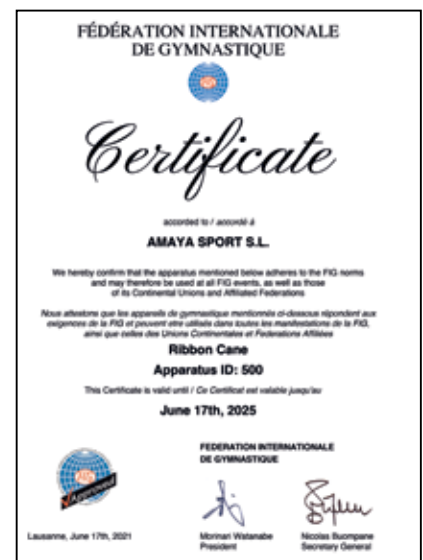 FÉDÉRATION INTERNATIONALE
DE GYMNASTIQUE
Certificate
accorded to / accordé à
AMAYA SPORT S.L.
We hereby confirm that the apparatus mentioned below adheres to the FIG norms
and may therefore be used at all FIG events, as well as those
of its Continental Unions and Affiliated Federations
Nous attestons que les appareils de gymnastique mentionnés ci-dessous répondent aux
exigences de la FIG et peuvent être utilisés dans toutes les manifestations de la FIG,
ainsi que celles des Unions Continentales et Federations Affiliées
Ribbon Cane
Apparatus ID: 500
This Certificate is valid until / Ce Certificat est valable jusqu'au
June 17th, 2025
FEDERATION INTERNATIONALE
DE GYMNASTIQUE
Approved
Lausanne, June 17th, 2021
Morinari Watanabe
President
Nicolas Buompane
Secretary General